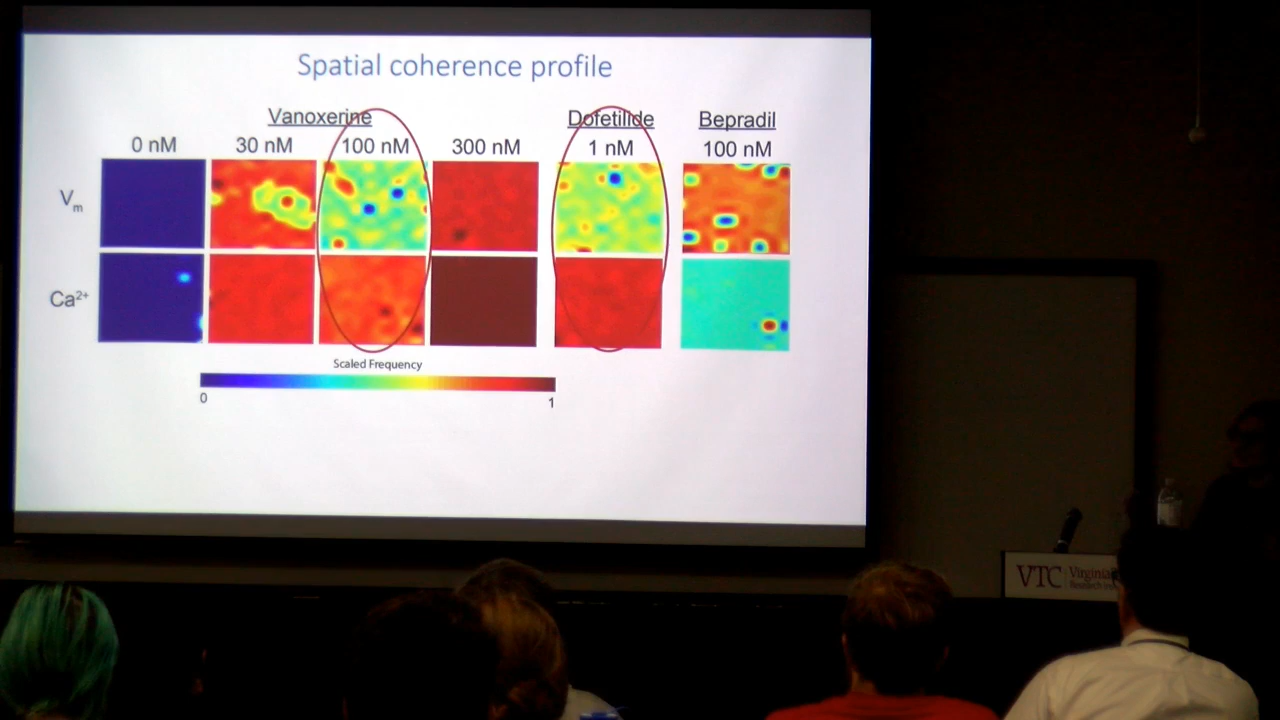 Spatial coherence profile
Vanoxerine Dofetilide Bepradil
0 nM 30 nM 100 nM 300 nM 1 nM 100 nM
Vm
Ca2+
Scaled Frequency
0 1
VTC